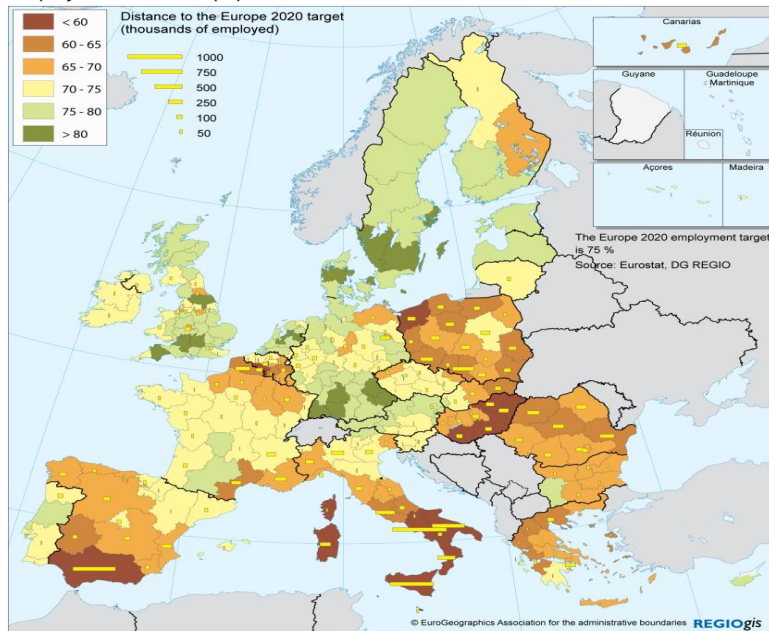 < 60
60 - 65
65 - 70
70 - 75
75 - 80
> 80
Distance to the Europe 2020 target
(thousands of employed)
1000
750
500
250
100
50
Canarias
Guyane
Guadeloupe
Martinique
Réunion
Açores
Madeira
The Europe 2020 employment target
is 75 %
Source: Eurostat, DG REGIO
© EuroGeographics Association for the administrative boundaries
REGIOgis